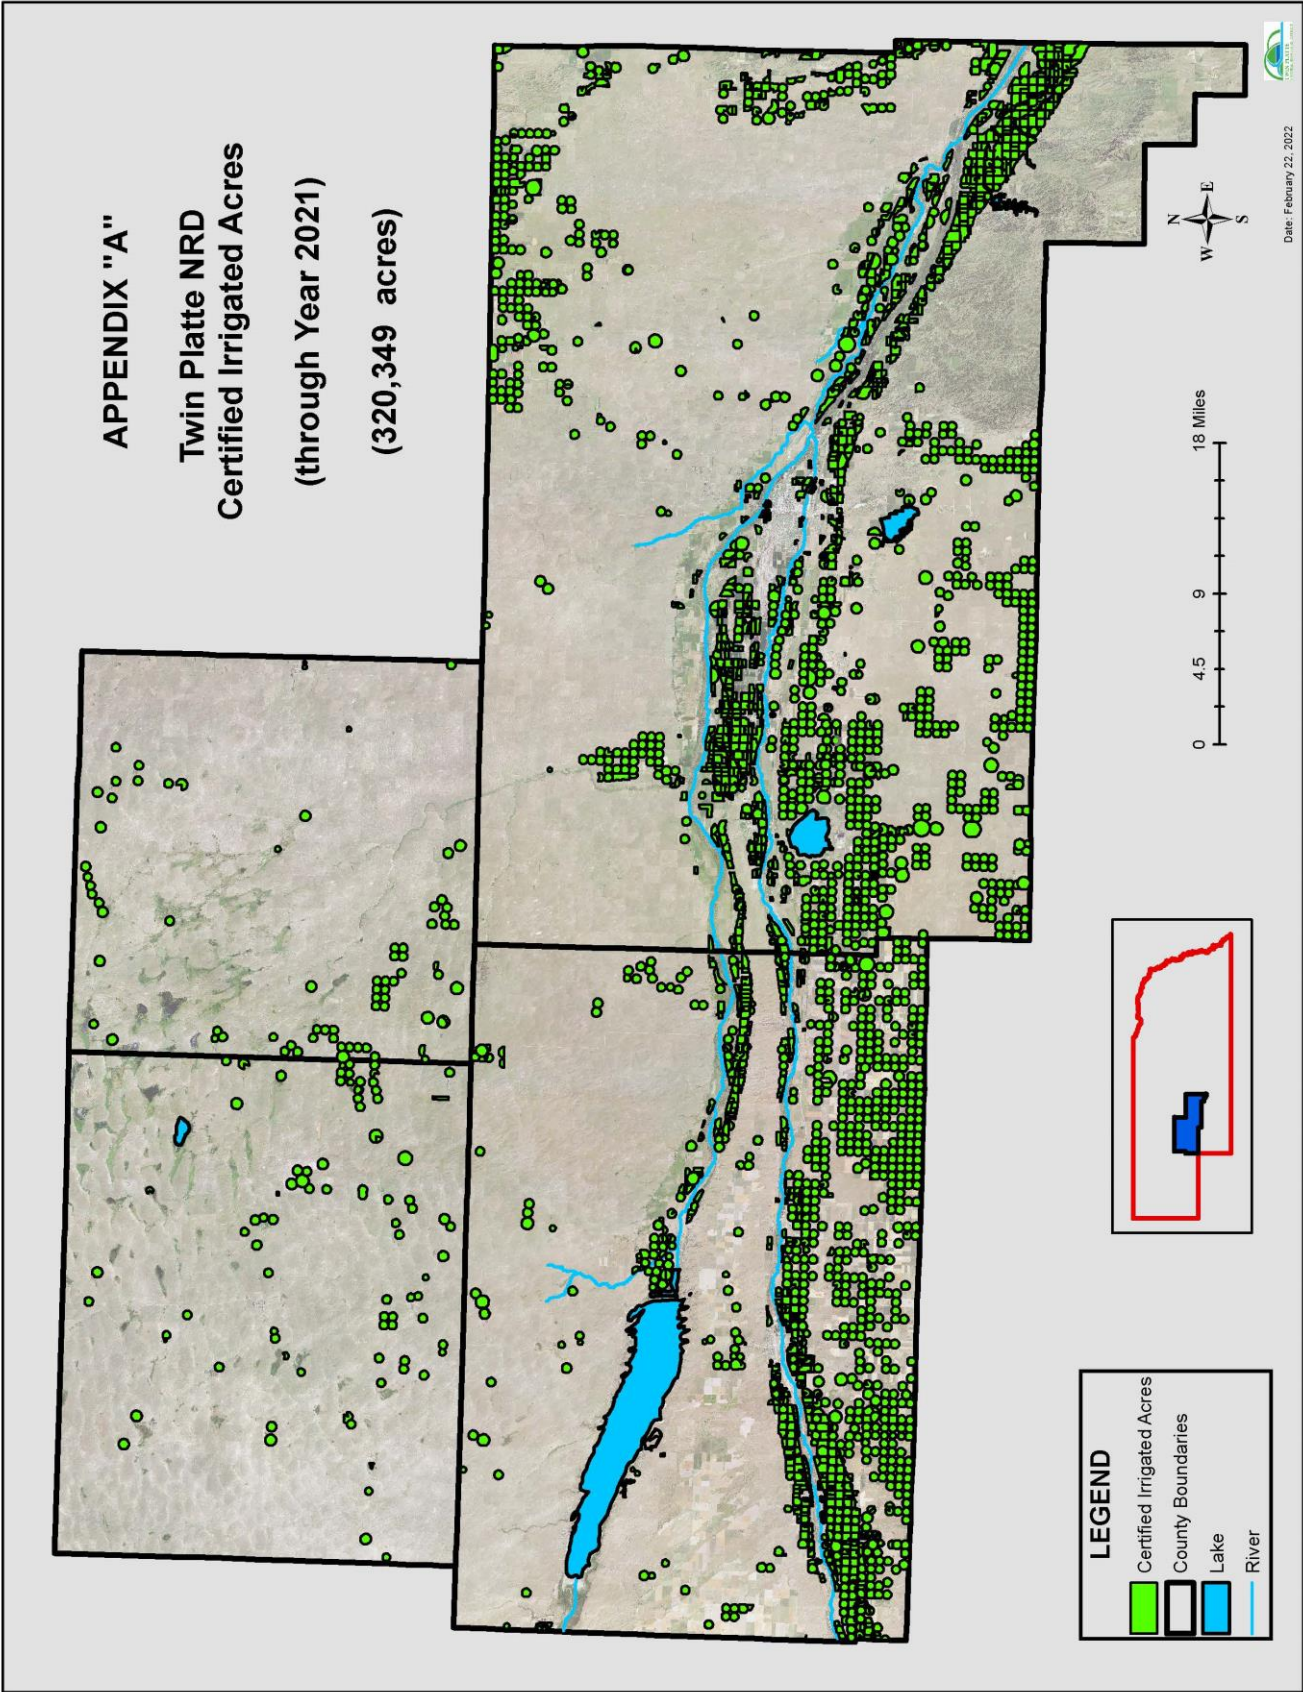 APPENDIX "A"
Twin Platte NRD
Certified Irrigated Acres
(through Year 2021)
(320,349 acres)
N
W
E
S
0
4.5
9
18 Miles
LEGEND
Certified Irrigated Acres
County Boundaries
Lake
River
Date: February 22, 2022